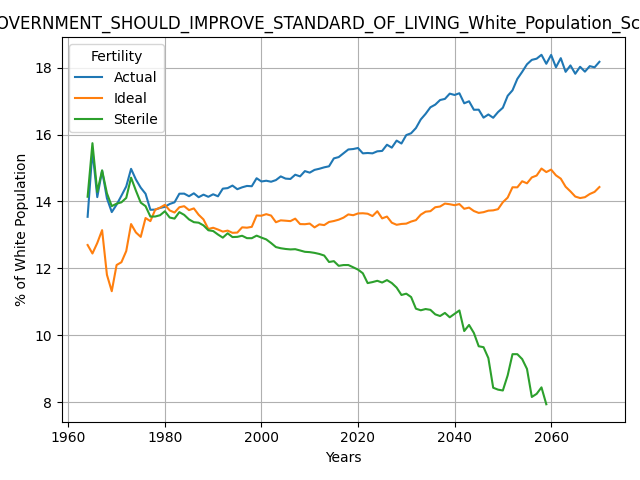 OVERNMENT_SHOULD_IMPROVE_STANDARD_OF_LIVING_White_Population_Sc
Fertility
Actual
Ideal
Sterile
% of White Population
18
16
14
12
10
8
1960 1980 2000 2020 2040 2060
Years